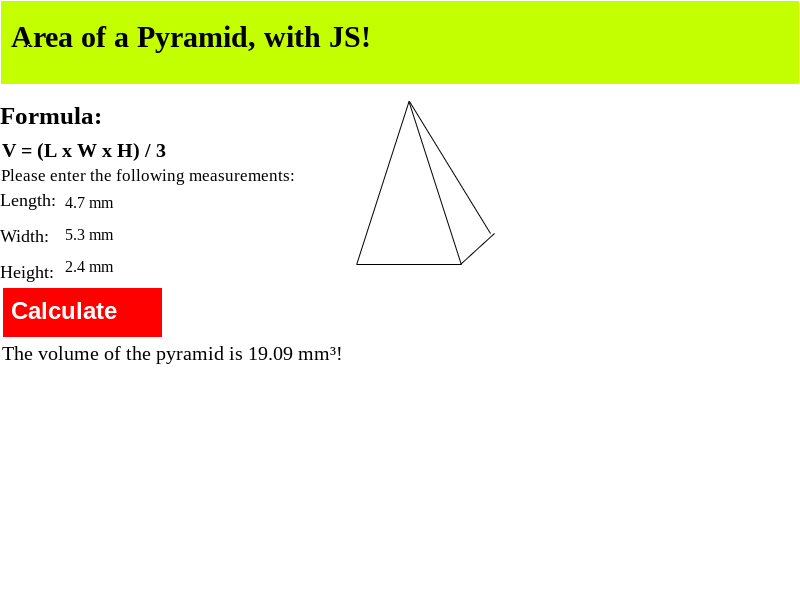 Area of a Pyramid, with JS!
Formula:
V = (L x W x H) / 3
Please enter the following measurements:
Length: 4.7 mm
Width: 5.3 mm
Height: 2.4 mm
Calculate
The volume of the pyramid is 19.09 mm³!